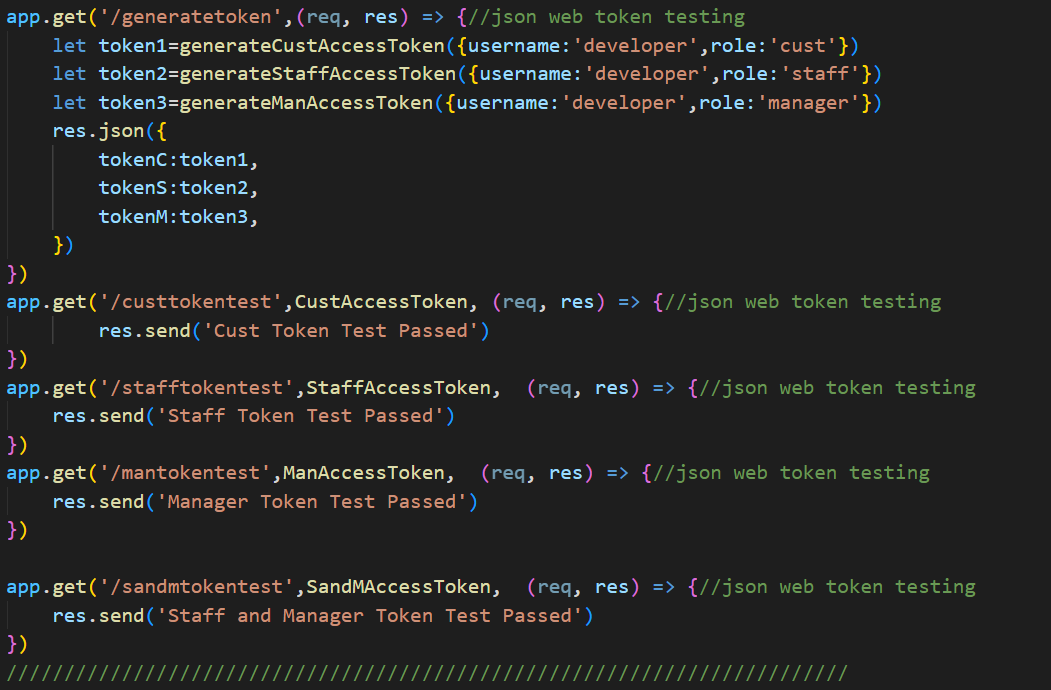 app.get('/generatetoken',(req, res) => {//json web token testing
    let token1=generateCustAccessToken({username:'developer',role:'cust'})
    let token2=generateStaffAccessToken({username:'developer',role:'staff'})
    let token3=generateManAccessToken({username:'developer',role:'manager'})
    res.json({
        tokenC:token1,
        tokenS:token2,
        tokenM:token3,
    })
})
app.get('/custtokentest',CustAccessToken, (req, res) => {//json web token testing
        res.send('Cust Token Test Passed')
})
app.get('/stafftokentest',StaffAccessToken,  (req, res) => {//json web token testing
    res.send('Staff Token Test Passed')
})
app.get('/mantokentest',ManAccessToken,  (req, res) => {//json web token testing
    res.send('Manager Token Test Passed')
})

app.get('/sandmtokentest',SandMAccessToken,  (req, res) => {//json web token testing
    res.send('Staff and Manager Token Test Passed')
})
/////////////////////////////////////////////////////////////////////////